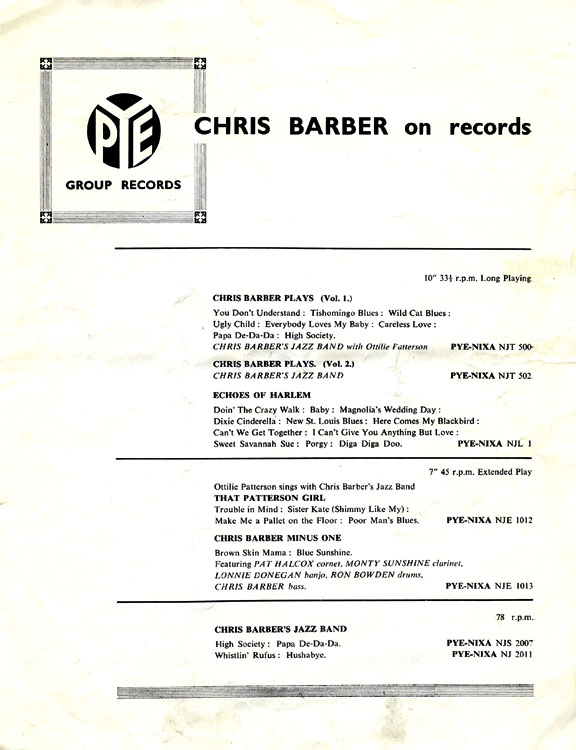 PYE
GROUP RECORDS
CHRIS BARBER on records
10" 33⅓ r.p.m. Long Playing
CHRIS BARBER PLAYS (Vol. 1.)
You Don't Understand : Tishomingo Blues : Wild Cat Blues :
Ugly Child : Everybody Loves My Baby : Careless Love :
Papa De-Da-Da : High Society.
CHRIS BARBER'S JAZZ BAND with Ottilie Patterson PYE-NIXA NJT 500
CHRIS BARBER PLAYS. (Vol. 2.)
CHRIS BARBER'S JAZZ BAND PYE-NIXA NJT 502
ECHOES OF HARLEM
Doin' The Crazy Walk : Baby : Magnolia's Wedding Day :
Dixie Cinderella : New St. Louis Blues : Here Comes My Blackbird :
Can't We Get Together : I Can't Give You Anything But Love :
Sweet Savannah Sue : Porgy : Diga Diga Doo. PYE-NIXA NJL 1
7" 45 r.p.m. Extended Play
Ottilie Patterson sings with Chris Barber's Jazz Band
THAT PATTERSON GIRL
Trouble in Mind : Sister Kate (Shimmy Like My) :
Make Me a Pallet on the Floor : Poor Man's Blues. PYE-NIXA NJE 1012
CHRIS BARBER MINUS ONE
Brown Skin Mama : Blue Sunshine.
Featuring PAT HALCOX cornet, MONTY SUNSHINE clarinet,
LONNIE DONEGAN banjo, RON BOWDEN drums,
CHRIS BARBER bass. PYE-NIXA NJE 1013
78 r.p.m.
CHRIS BARBER'S JAZZ BAND
High Society : Papa De-Da-Da. PYE-NIXA NJS 2007
Whistlin' Rufus : Hushabye. PYE-NIXA NJ 2011